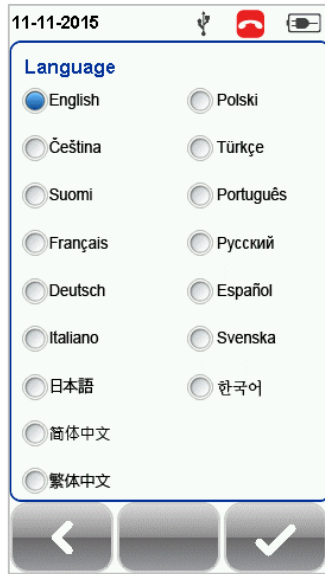 11-11-2015
Language
English
Polski
Čeština
Türkçe
Suomi
Português
Français
Русский
Deutsch
Español
Italiano
Svenska
日本語
한국어
简体中文
繁体中文